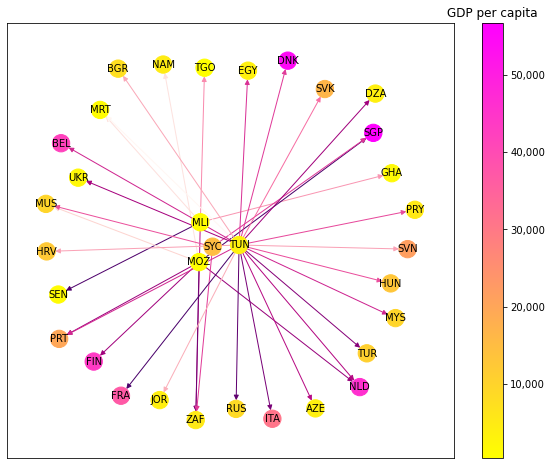 GDP per capita
DNK
NAM
TGO
BGR
EGY
SVK
DZA
MRT
SGP
BEL
GHA
UKR
MUS
PRY
MLI
TUN
SYC
HRV
SVN
MOŹ
HUN
SEN
MYS
PRT
TUR
FIN
NLD
FRA
JOR
RUS
AZE
ZAF
ITA
50,000
40,000
30,000
20,000
10,000